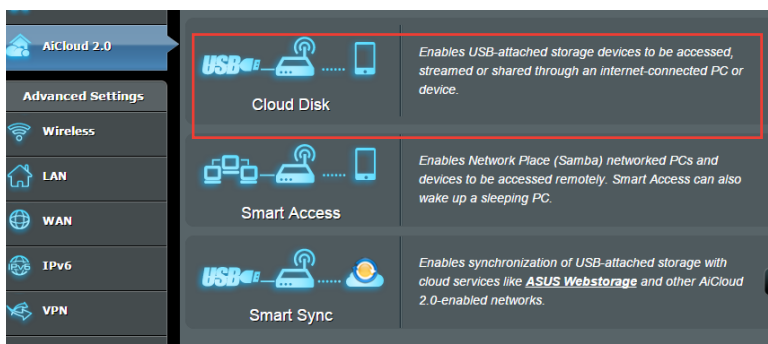 AiCloud 2.0
Advanced Settings
Wireless
LAN
WAN
IPv6
IPv6
VPN
USB
Cloud Disk
Enables USB-attached storage devices to be accessed,
streamed or shared through an internet-connected PC or
device.
Smart Access
Enables Network Place (Samba) networked PCs and
devices to be accessed remotely. Smart Access can also
wake up a sleeping PC.
USB
Smart Sync
Enables synchronization of USB-attached storage with
cloud services like ASUS Webstorage and other AiCloud
2.0-enabled networks.